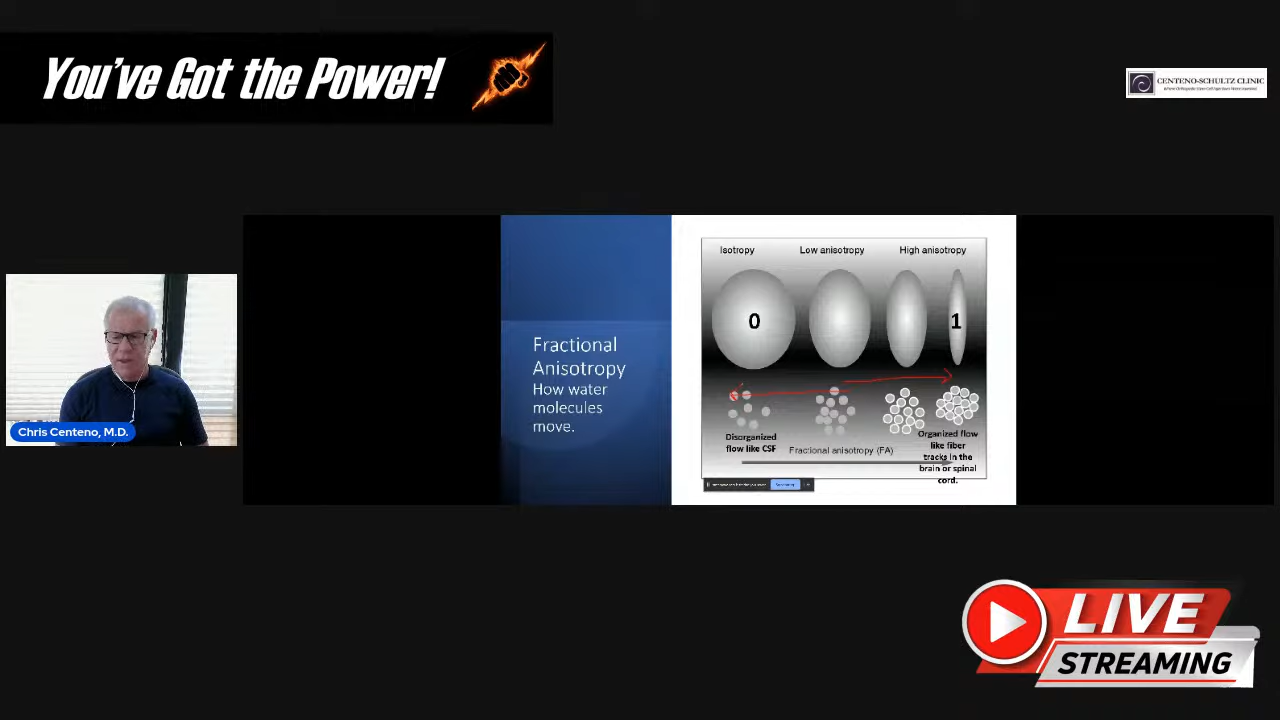 You've Got the Power!
CENTENO-SCHULTZ CLINIC
Fractional
Anisotropy
How water
molecules
move.
Isotropy
Low anisotropy
High anisotropy
0
1
Disorganized
flow like CSF
Fractional anisotropy (FA)
Organized flow
like fiber
tracks in the
brain or spinal
cord.
Chris Centeno, M.D.
LIVE
STREAMING